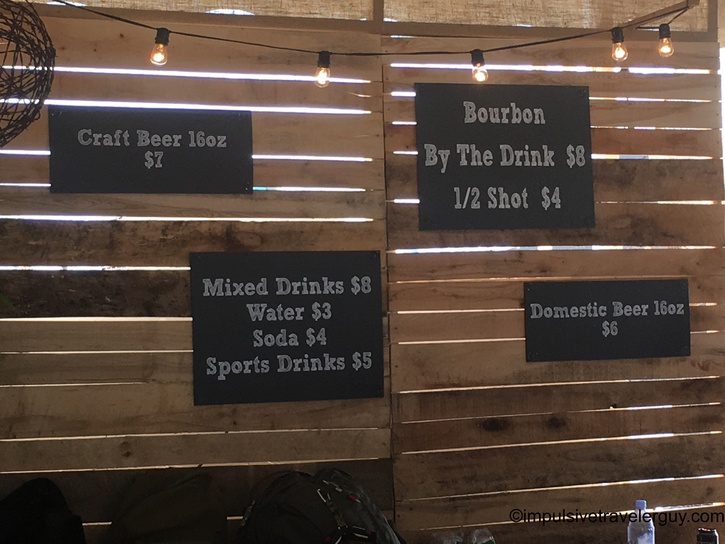 Craft Beer 16oz
$7
Bourbon
By The Drink $8
1/2 Shot $4
Mixed Drinks $8
Water $3
Soda $4
Sports Drinks $5
Domestic Beer 16oz
$6
©impulsivetravelerguy.com